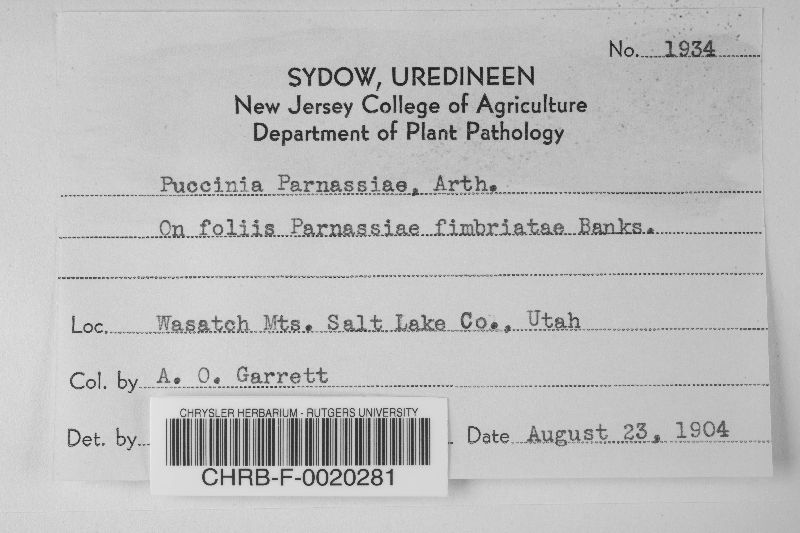 No. 1934
SYDOW, UREDINEEN
New Jersey College of Agriculture
Department of Plant Pathology
Puccinia Parnassiae, Arth.
On foliis Parnassiae fimbriatae Banks.
Loc. Wasatch Mts. Salt Lake Co., Utah
Col. by A. O. Garrett
Det. by
Date August 23, 1904
CHRYSLER HERBARIUM - RUTGERS UNIVERSITY
CHRB-F-0020281